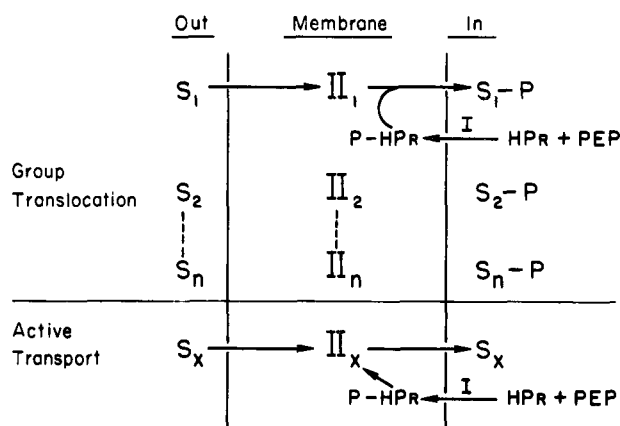 Out Membrane In
S₁ II₁ S₁–P
I
P–HPR HPR + PEP
Group
Translocation
S₂ II₂ S₂–P
Sₙ IIₙ Sₙ–P
Active
Transport
Sₓ IIₓ Sₓ
I
P–HPR HPR + PEP